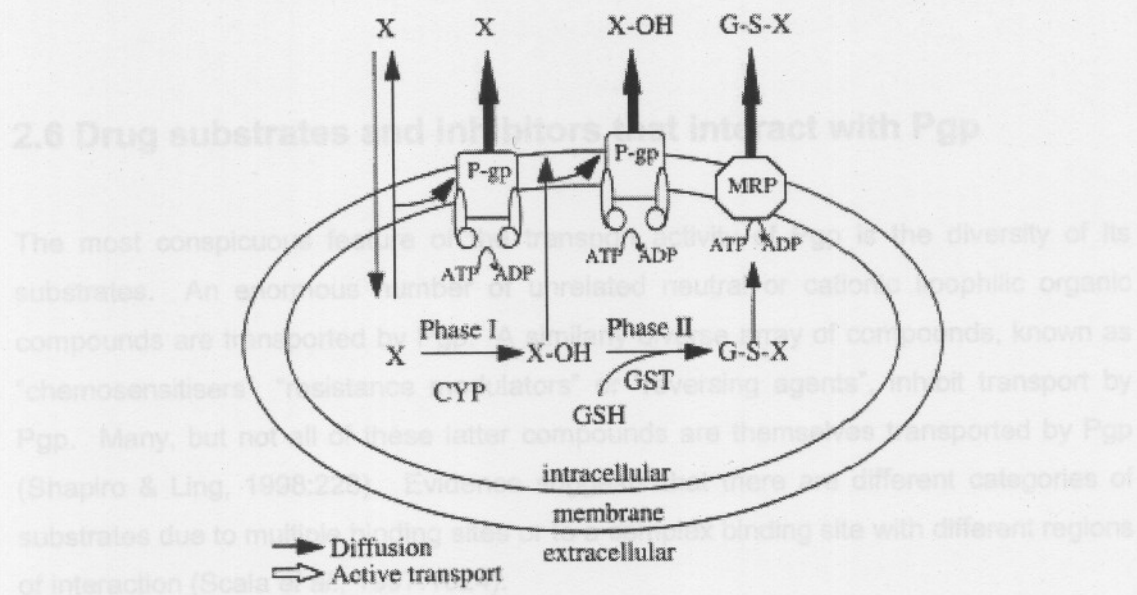 X X X-OH G-S-X
2.6 Drug substrates and inhibitors that interact with Pgp
P-gp P-gp MRP
The most conspicuous feature of the transport activity of Pgp is the diversity of its
ATP ADP ATP ADP ATP ADP
substrates. An enormous number of unrelated neutral or cationic lipophilic organic
Phase I Phase II
compounds are transported by Pgp. A similarly diverse array of compounds, known as
X X-OH G-S-X
CYP GST
"chemosensitisers", "resistance modulators" or "reversing agents", inhibit transport by
GSH
Pgp. Many, but not all of these latter compounds are themselves transported by Pgp
intracellular
(Shapiro & Ling, 1998:228). Evidence that there are different categories of
membrane
substrates due to multiple binding sites or to a complex binding site with different regions
extracellular
Diffusion
Active transport
of interaction (Scala et al.,